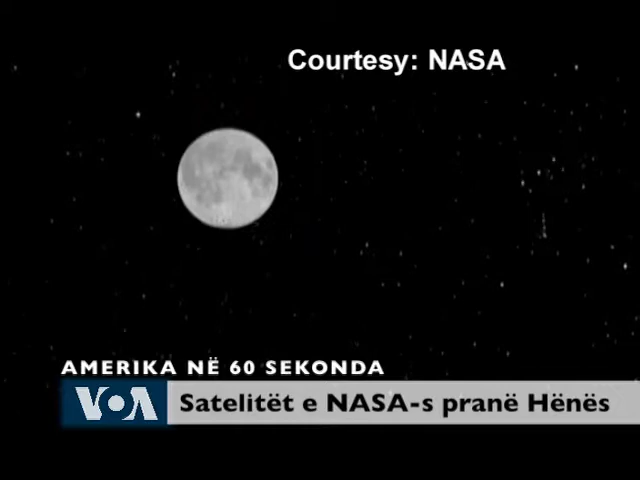 Courtesy: NASA
AMERIKA NË 60 SEKONDA
VOA
Satelitët e NASA-s pranë Hënës